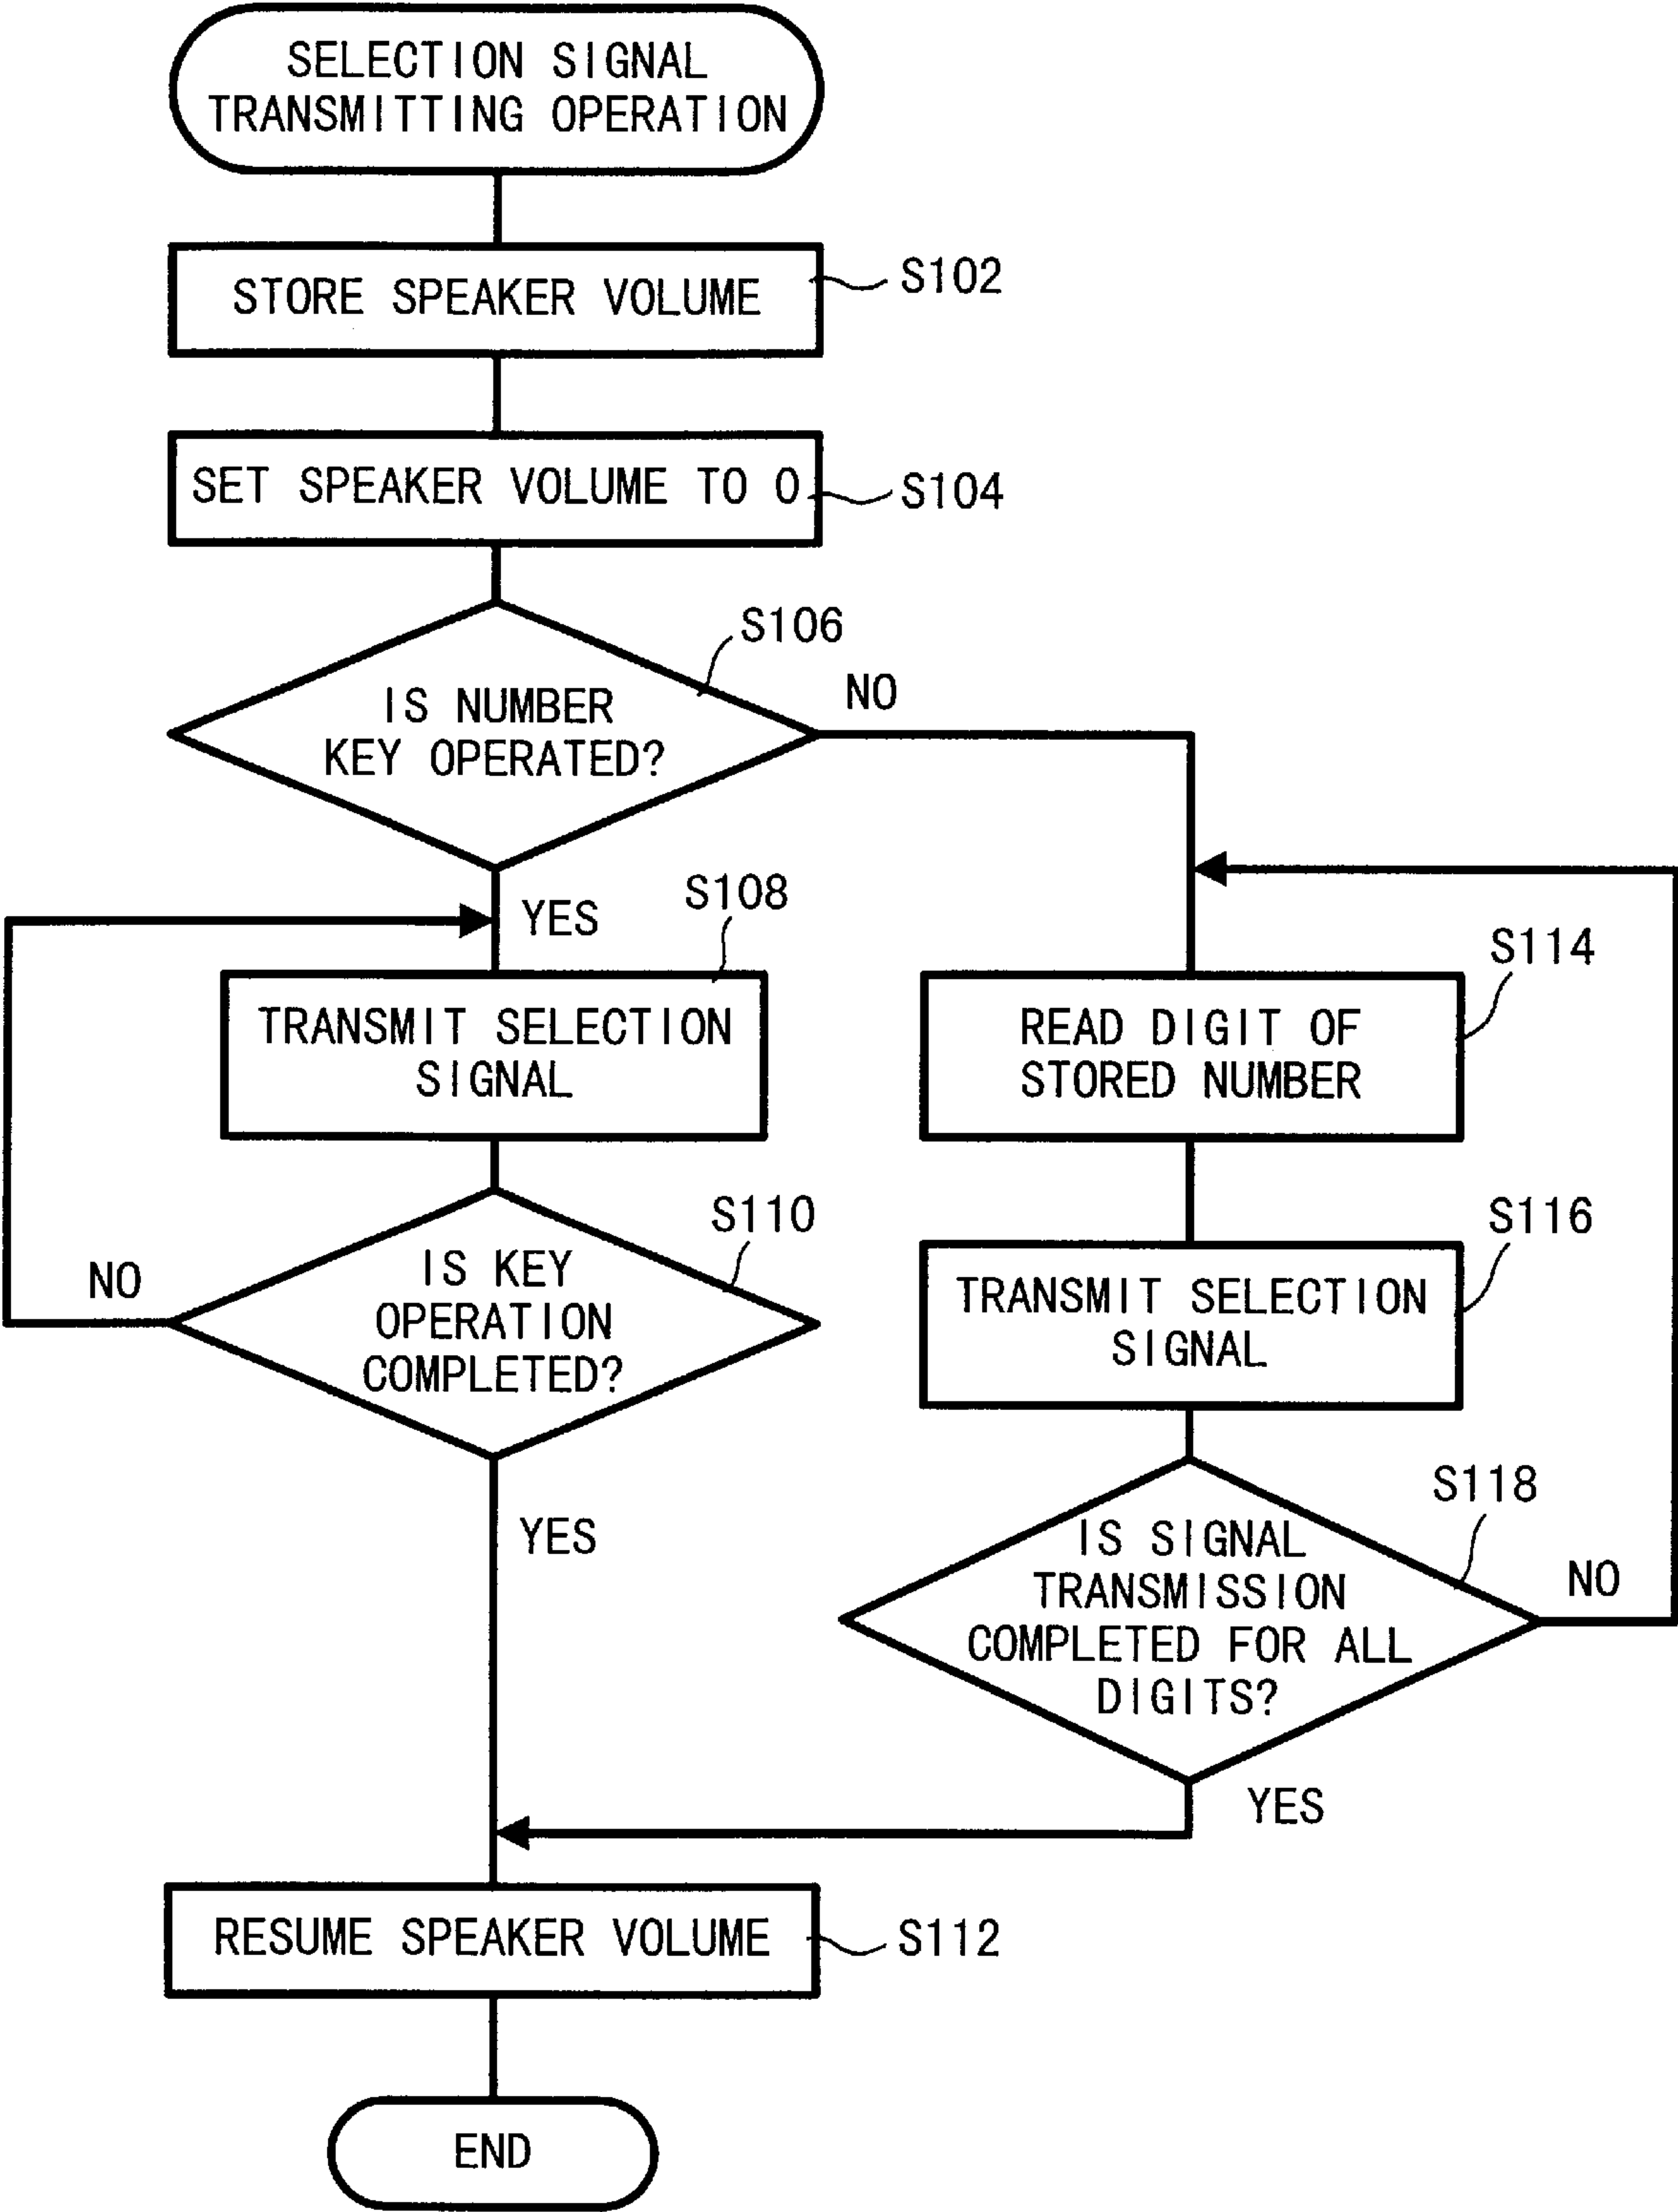 SELECTION SIGNAL
TRANSMITTING OPERATION
STORE SPEAKER VOLUME
S102
SET SPEAKER VOLUME TO 0
S104
S106
IS NUMBER
KEY OPERATED?
NO
YES
S108
TRANSMIT SELECTION
SIGNAL
S110
IS KEY
OPERATION
COMPLETED?
NO
YES
S114
READ DIGIT OF
STORED NUMBER
S116
TRANSMIT SELECTION
SIGNAL
S118
IS SIGNAL
TRANSMISSION
COMPLETED FOR ALL
DIGITS?
NO
YES
RESUME SPEAKER VOLUME
S112
END